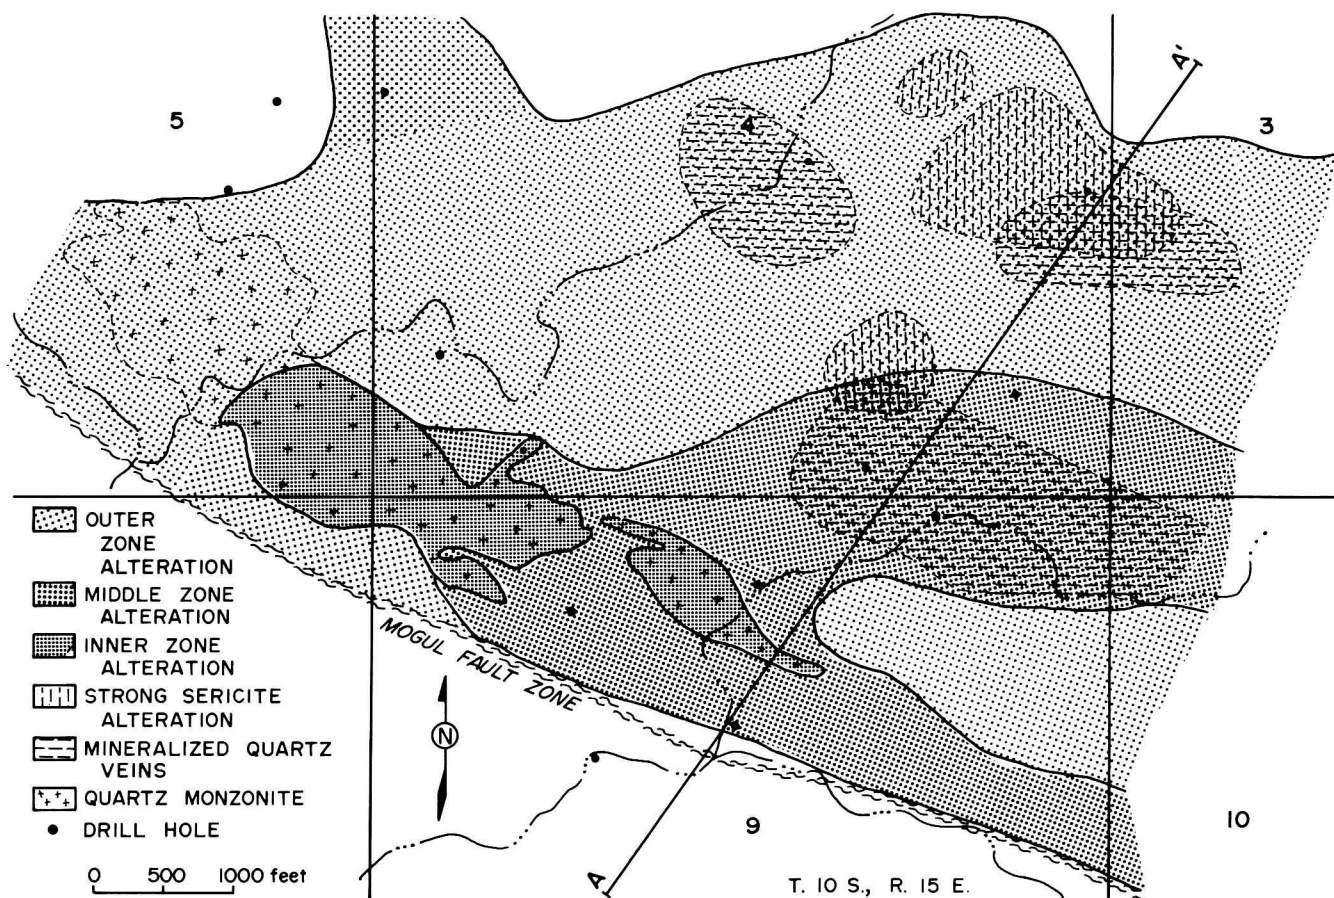 A'
5
4
3
OUTER
ZONE
ALTERATION
MIDDLE ZONE
ALTERATION
INNER ZONE
ALTERATION
STRONG SERICITE
ALTERATION
MINERALIZED QUARTZ
VEINS
QUARTZ MONZONITE
DRILL HOLE
0 500 1000 feet
MOGUL FAULT ZONE
N
9
10
A
T. 10 S., R. 15 E.